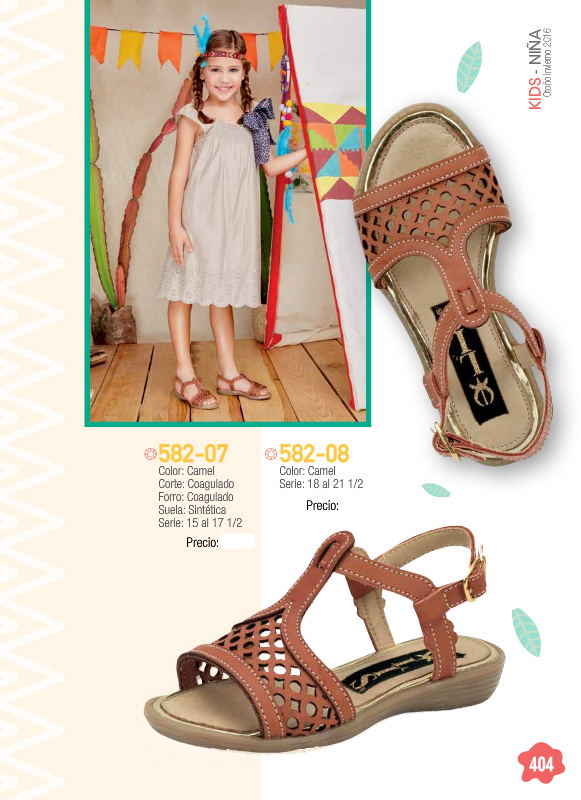 KIDS - NIÑA
Otoño Invierno 2016
582-07
Color: Camel
Corte: Coagulado
Forro: Coagulado
Suela: Sintética
Serie: 15 al 17 1/2
Precio:
582-08
Color: Camel
Serie: 18 al 21 1/2
Precio:
404